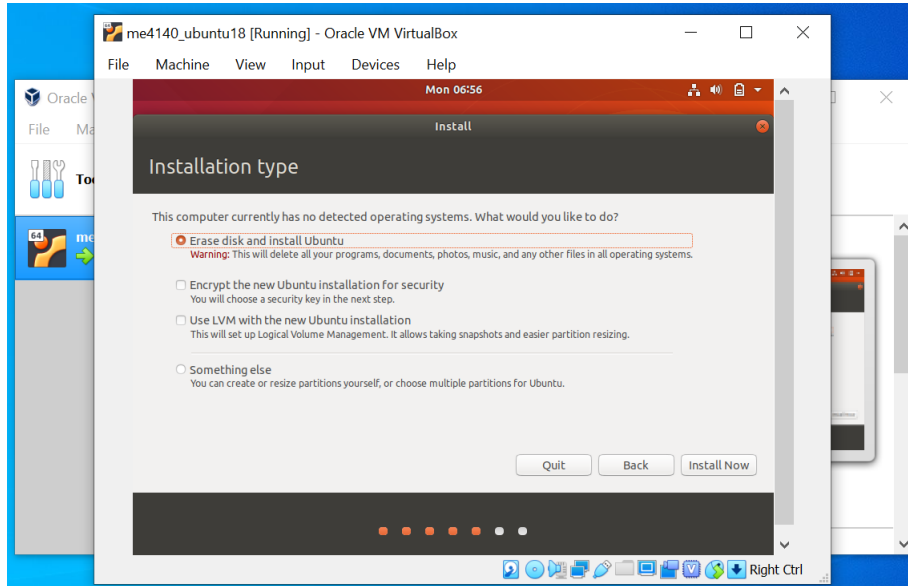 me4140_ubuntu18 [Running] - Oracle VM VirtualBox
File Machine View Input Devices Help
Oracle
File
Mon 06:56
Install
Installation type
This computer currently has no detected operating systems. What would you like to do?
Erase disk and install Ubuntu
Warning: This will delete all your programs, documents, photos, music, and any other files in all operating systems.
Encrypt the new Ubuntu installation for security
You will choose a security key in the next step.
Use LVM with the new Ubuntu installation
This will set up Logical Volume Management. It allows taking snapshots and easier partition resizing.
Something else
You can create or resize partitions yourself, or choose multiple partitions for Ubuntu.
Quit Back Install Now
64
64
Right Ctrl